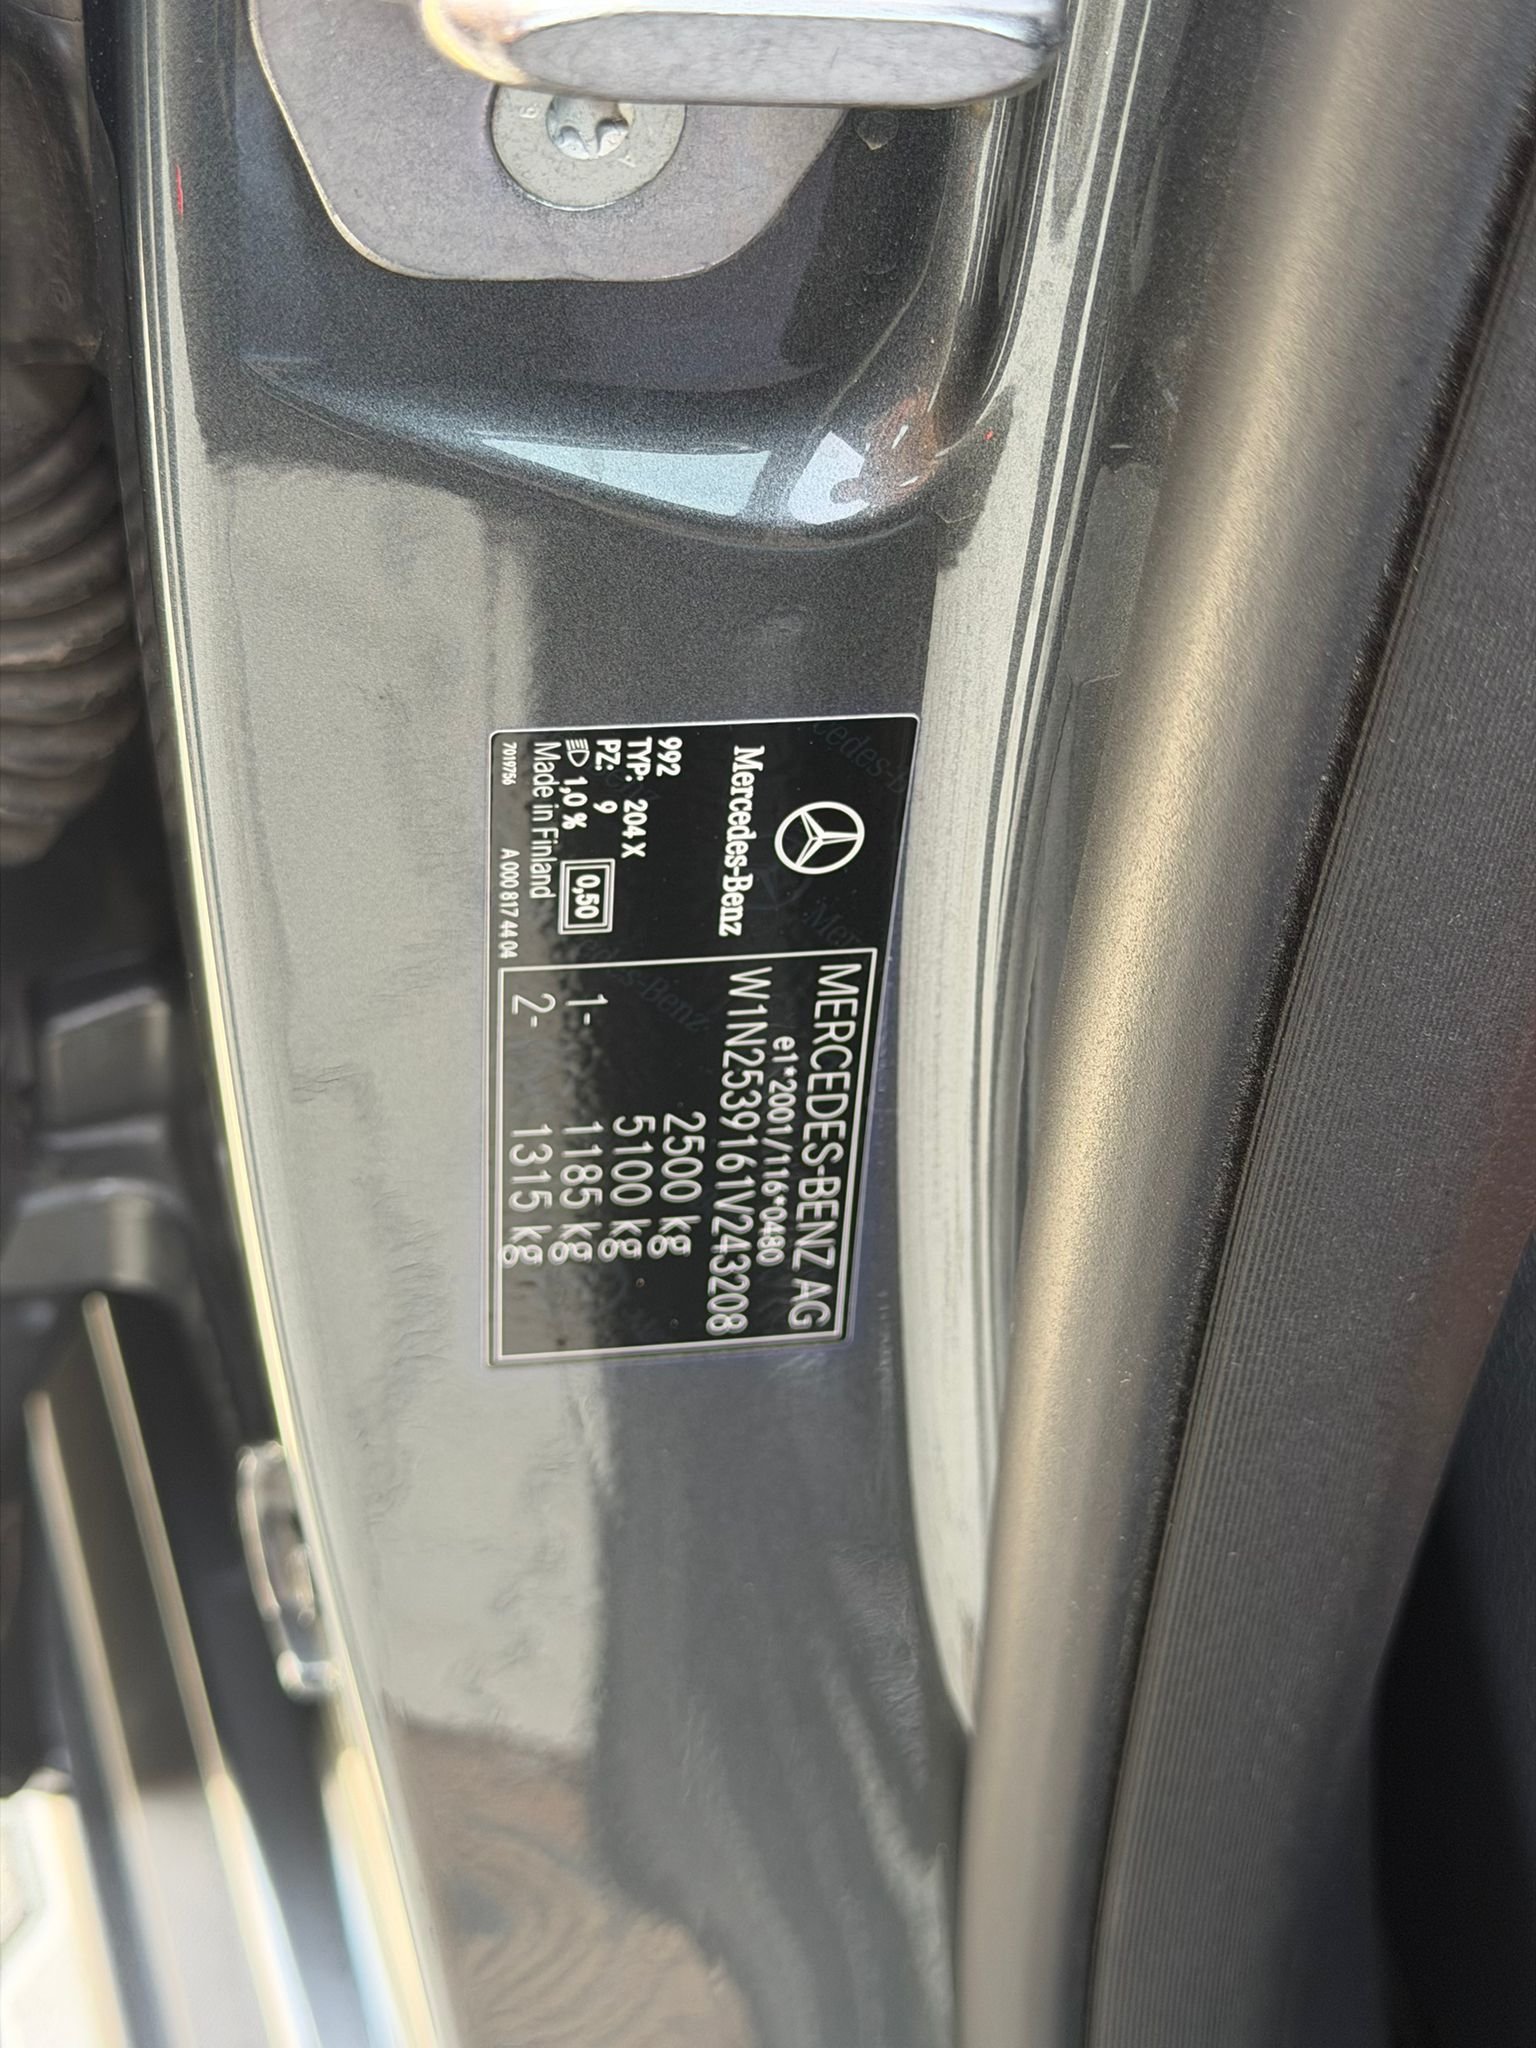 Mercedes-Benz
992
TYP: 204 X
PZ: 9
1,0 %
0,50
Made in Finland
7019756 A 000 817 44 04
MERCEDES-BENZ AG
e1*2001/116*0480
W1N2539161V243208
2500 kg
5100 kg
1- 1185 kg
2- 1315 kg